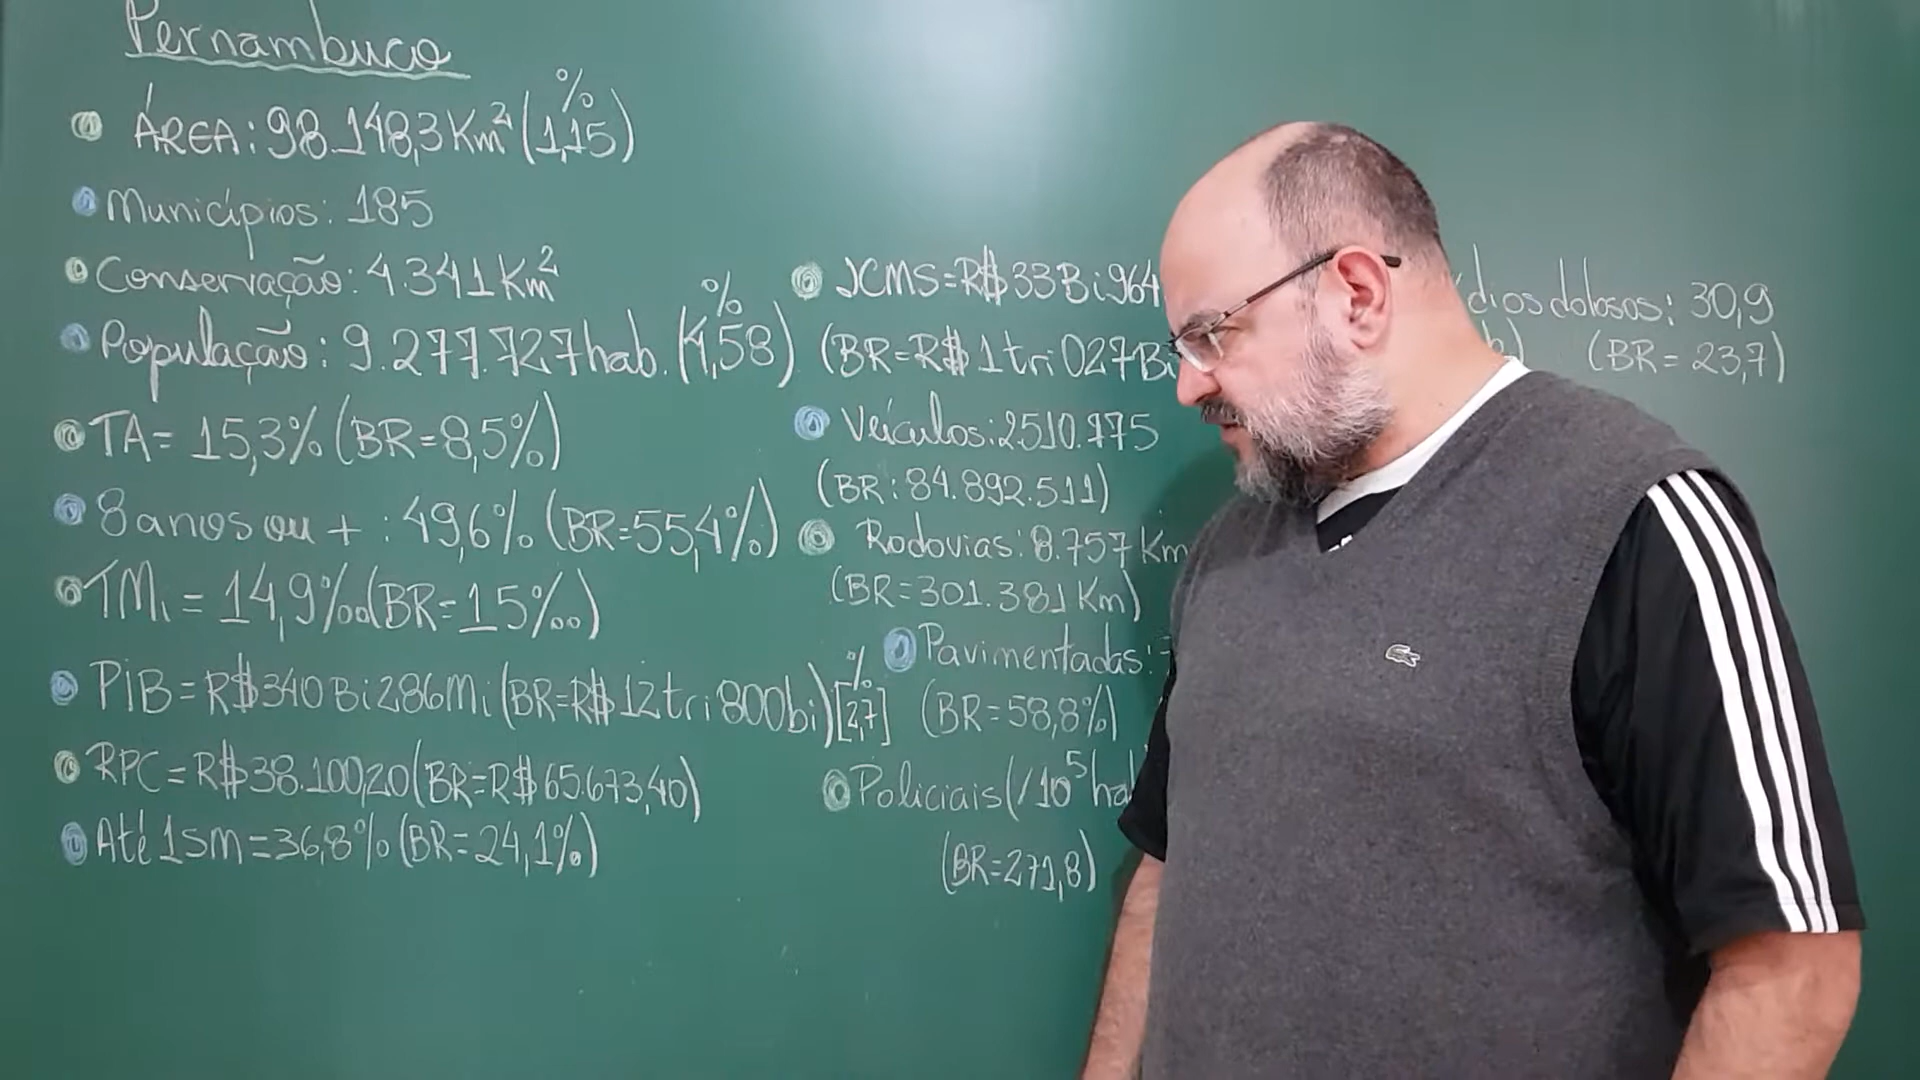 Pernambuco
ÁREA: 98.148,3 Km² (1,15%)
Municípios: 185
Conservação: 4.341 Km²
População: 9.277.727 hab. (4,58%)
TA = 15,3% (BR=8,5%)
8 anos ou + : 49,6% (BR=55,4%)
TMi = 14,9‰ (BR=15‰)
PIB = R$ 340 Bi 286 Mi (BR=R$ 12 tri 800 bi) [2,7%]
RPC = R$ 38.100,20 (BR=R$ 65.673,40)
Até 1 sm = 36,8% (BR=24,1%)
ICMS = R$ 33 Bi 964
(BR=R$ 1 tri 027 Bi
Veículos: 2510.775
(BR: 84.892.511)
Rodovias: 8.757 Km
(BR=301.381 Km)
Pavimentadas:
(BR=58,8%)
Policiais (/10⁵ hab
(BR=271,8)
dios dolosos: 30,9
(BR = 23,7)